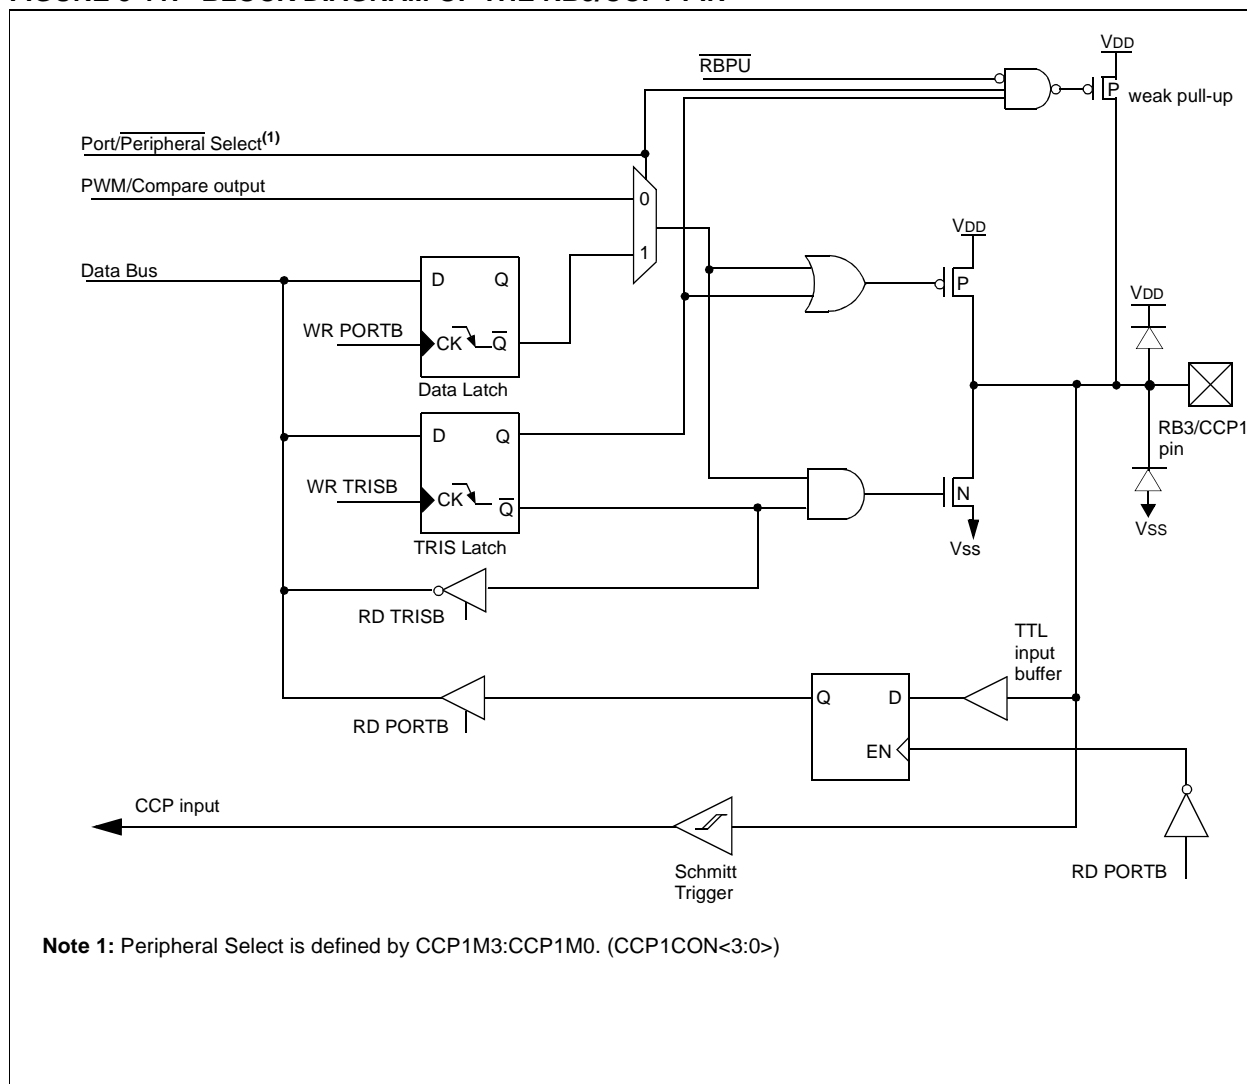 VDD
RBPU
P
weak pull-up
Port/Peripheral Select(1)
PWM/Compare output
0
VDD
1
Data Bus
D Q
P
VDD
WR PORTB
CK Q
Data Latch
RB3/CCP1
pin
D Q
WR TRISB
CK Q
N
TRIS Latch
Vss
Vss
RD TRISB
TTL
input
buffer
Q D
RD PORTB
EN
CCP input
Schmitt
Trigger
RD PORTB
Note 1: Peripheral Select is defined by CCP1M3:CCP1M0. (CCP1CON<3:0>)